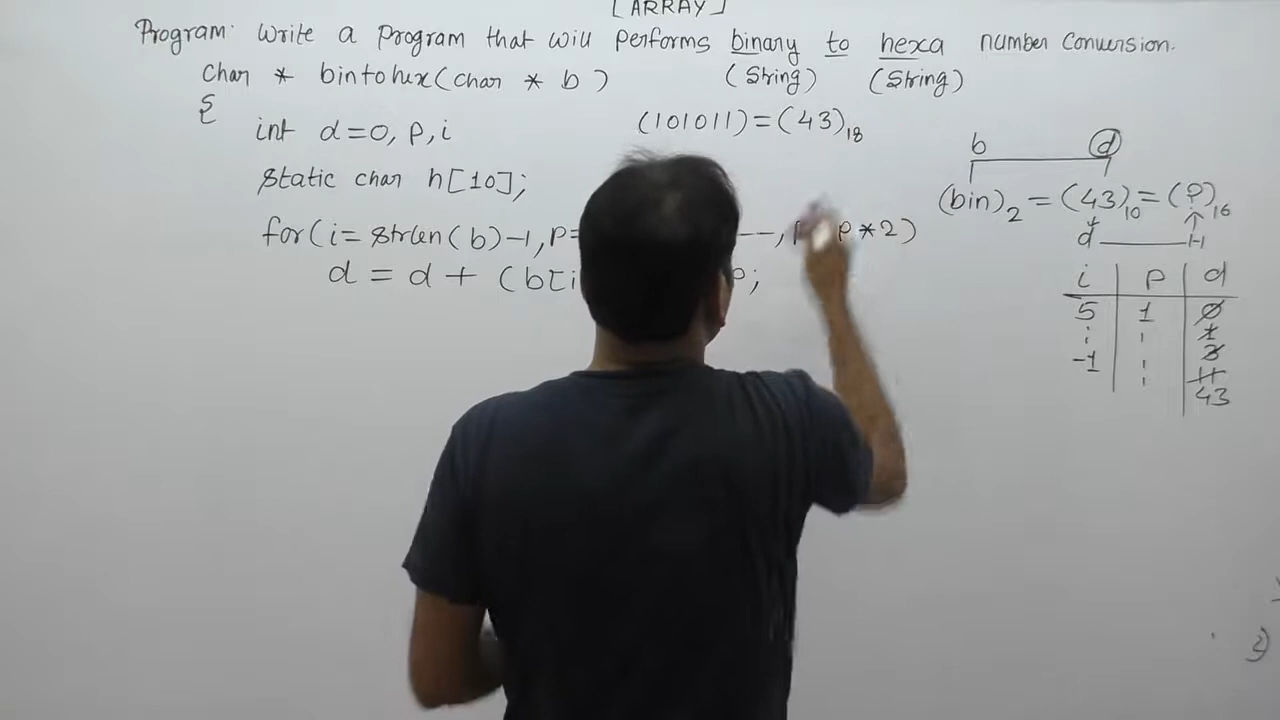 [ARRAY]
Program: Write a program that will performs binary to hexa number conversion.
Char * bintohex(char * b) (String) (String)
{
int d=0, P, i (101011)=(43)18
static char h[10];
for(i= strlen(b)-1,P= --, P*2)
d = d + (b[i P;
b d
(bin)2 = (43)10 = (?)16
d H
i P d
5 1 0
1
3
-1 11
43